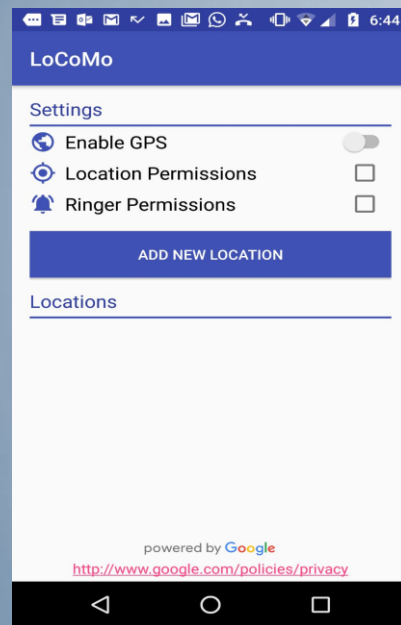 6:44
LoCoMo
Settings
Enable GPS
Location Permissions
Ringer Permissions
ADD NEW LOCATION
Locations
powered by Google
http://www.google.com/policies/privacy